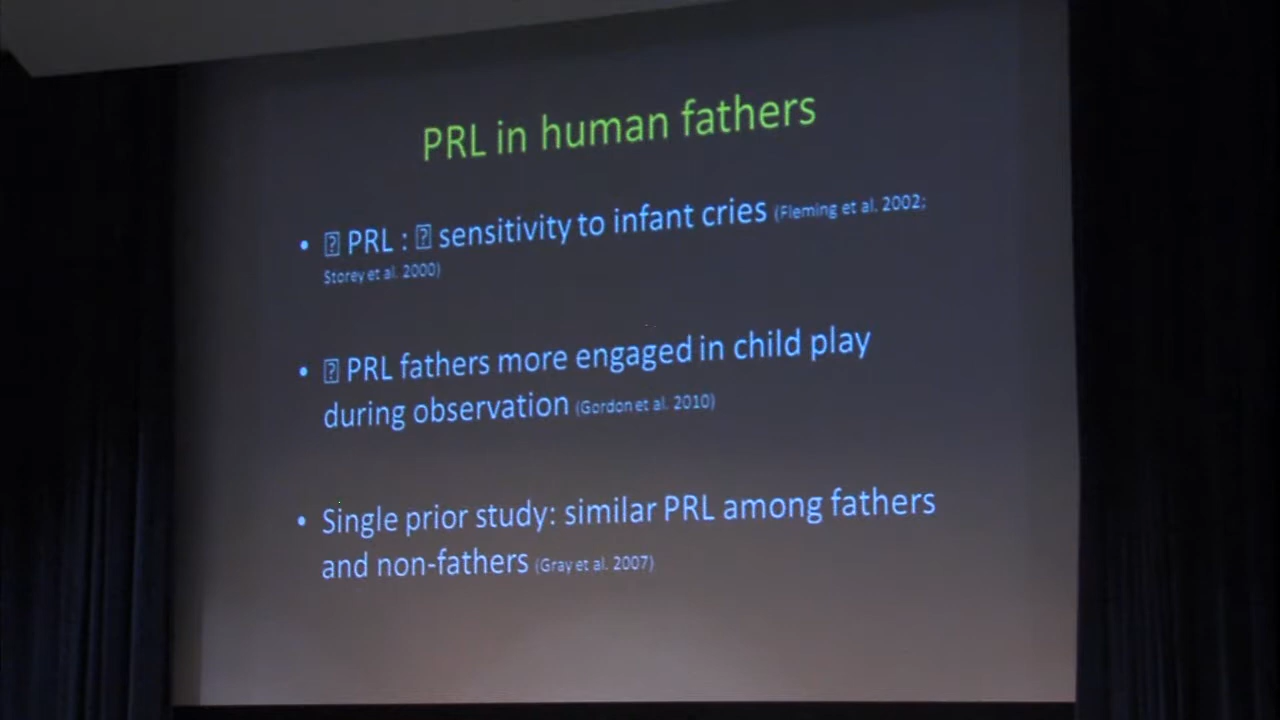 PRL in human fathers
• ⍰ PRL : ⍰ sensitivity to infant cries (Fleming et al. 2002;
Storey et al. 2000)
• ⍰ PRL fathers more engaged in child play
during observation (Gordon et al. 2010)
• Single prior study: similar PRL among fathers
and non-fathers (Gray et al. 2007)